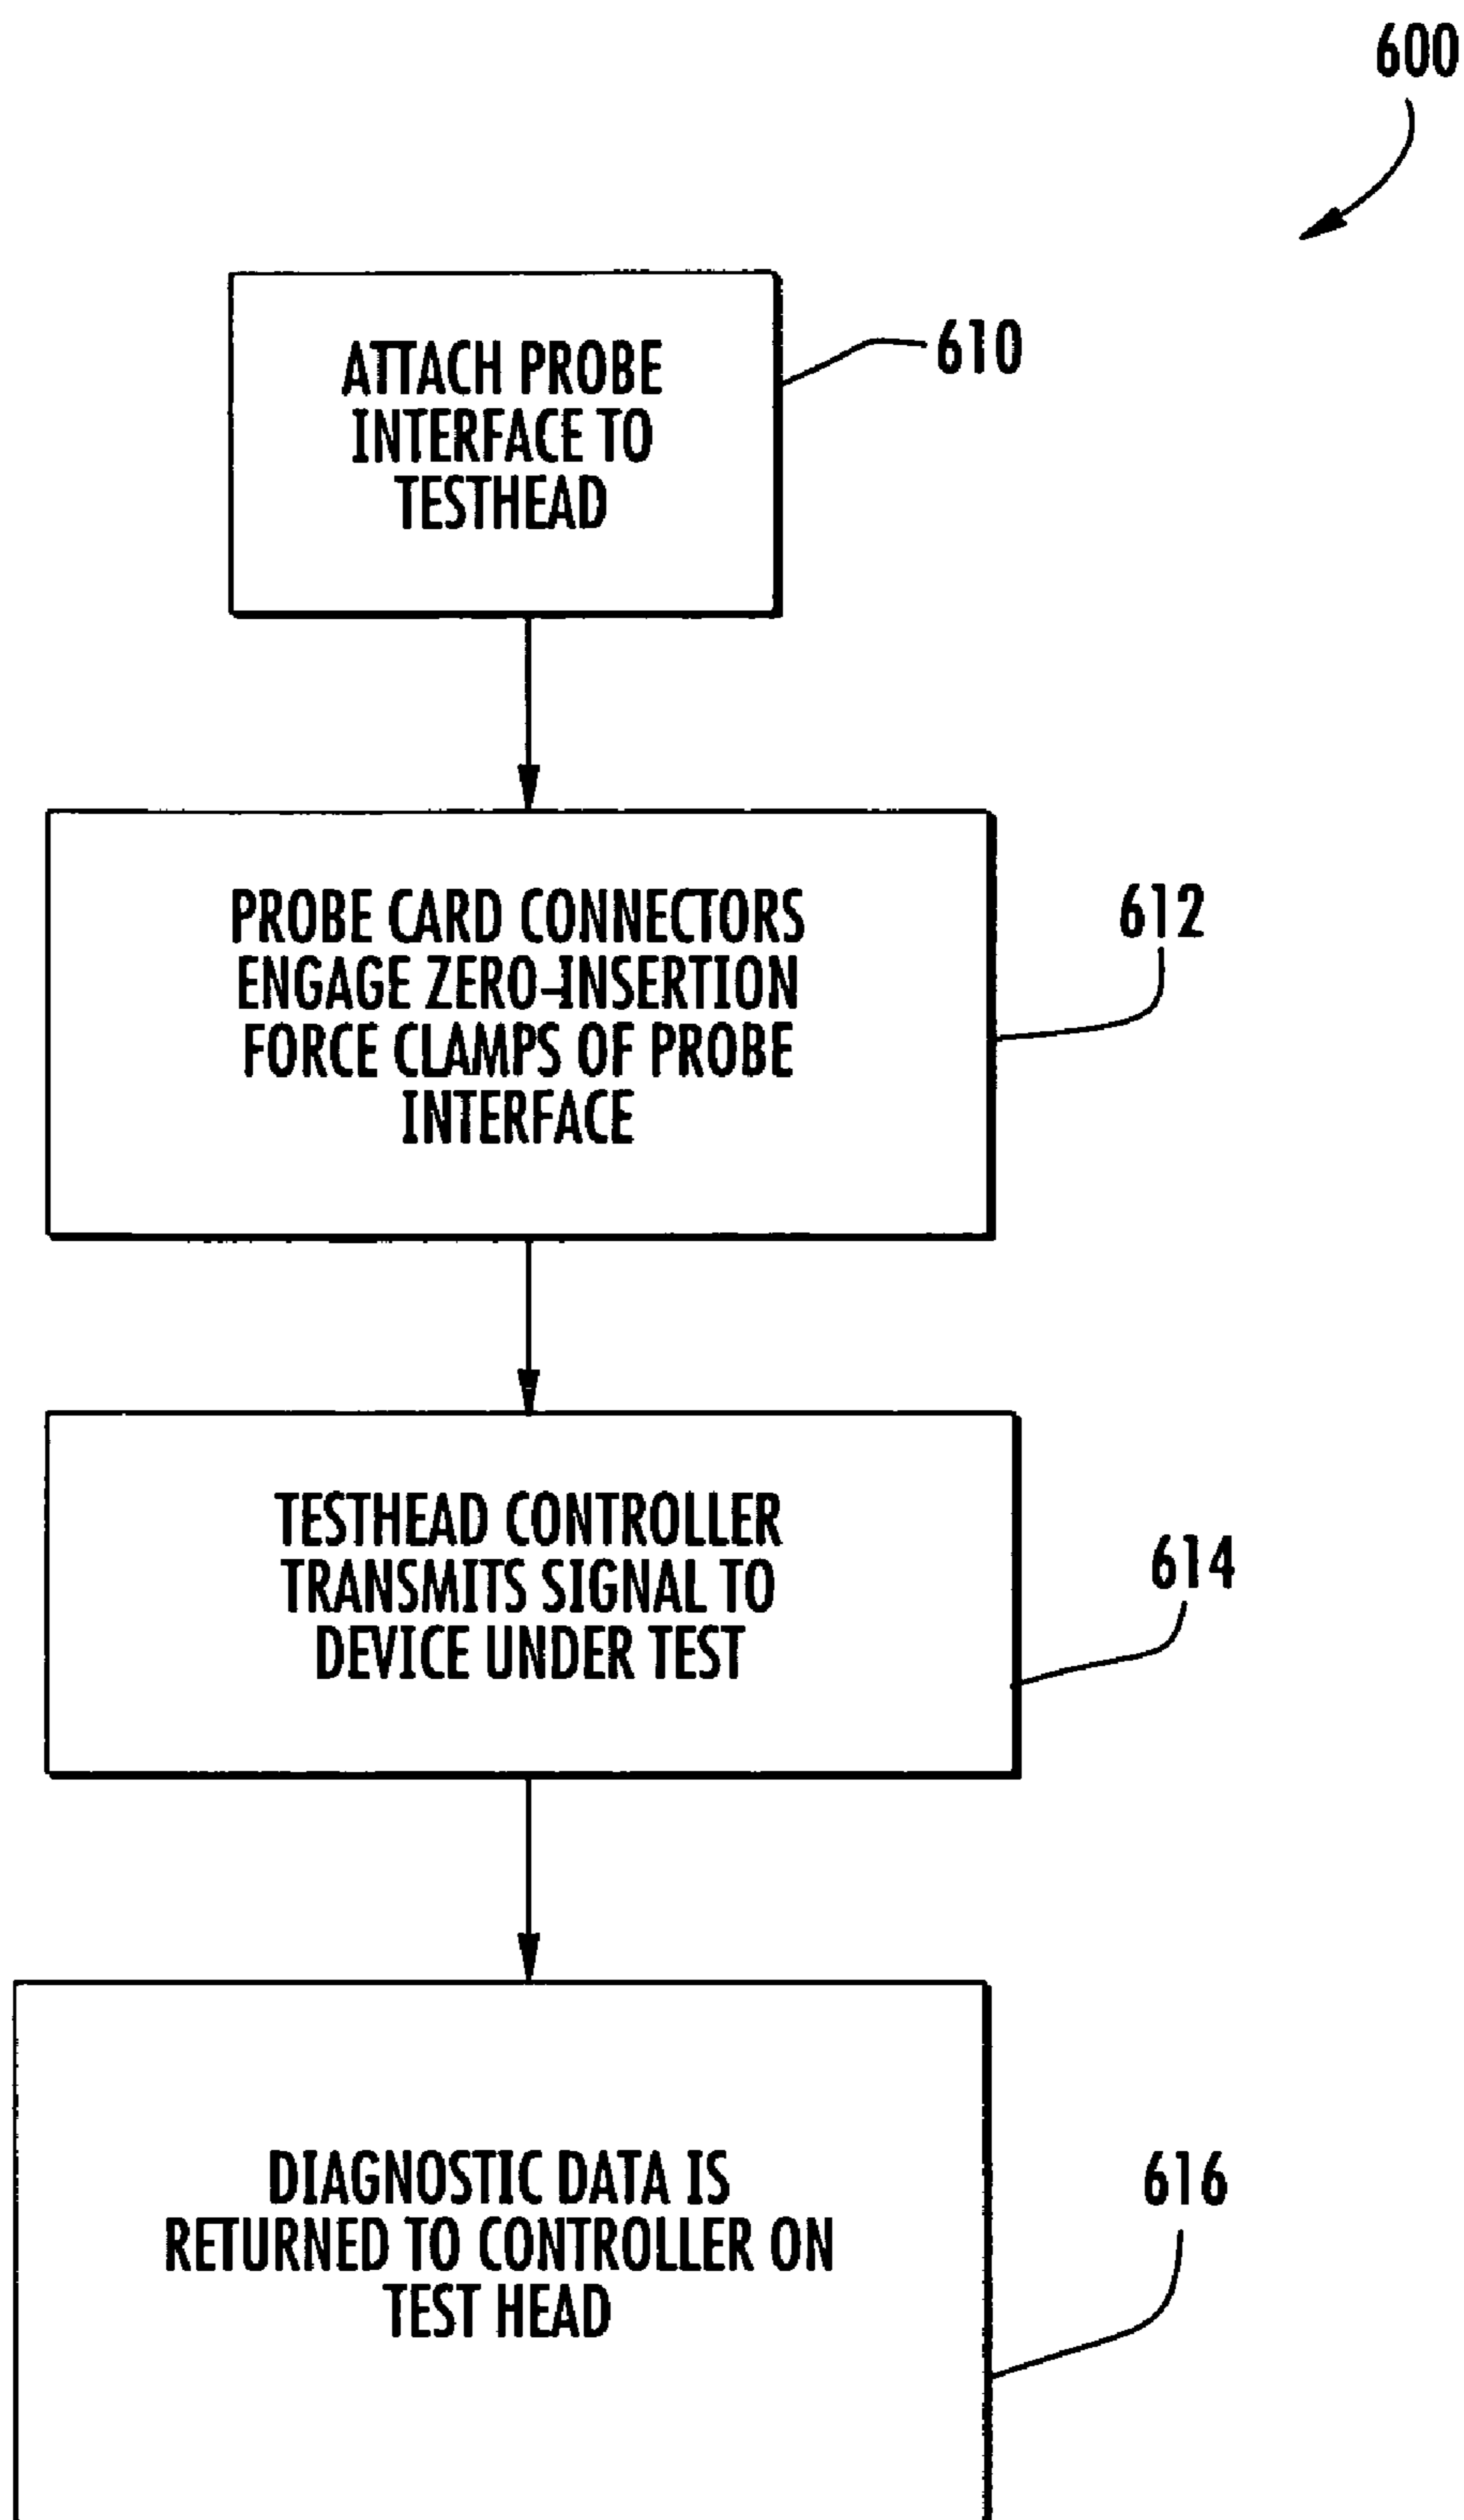 600
ATTACH PROBE
INTERFACE TO
TESTHEAD
610
PROBE CARD CONNECTORS
ENGAGE ZERO-INSERTION
FORCE CLAMPS OF PROBE
INTERFACE
612
TESTHEAD CONTROLLER
TRANSMITS SIGNAL TO
DEVICE UNDER TEST
614
DIAGNOSTIC DATA IS
RETURNED TO CONTROLLER ON
TEST HEAD
616